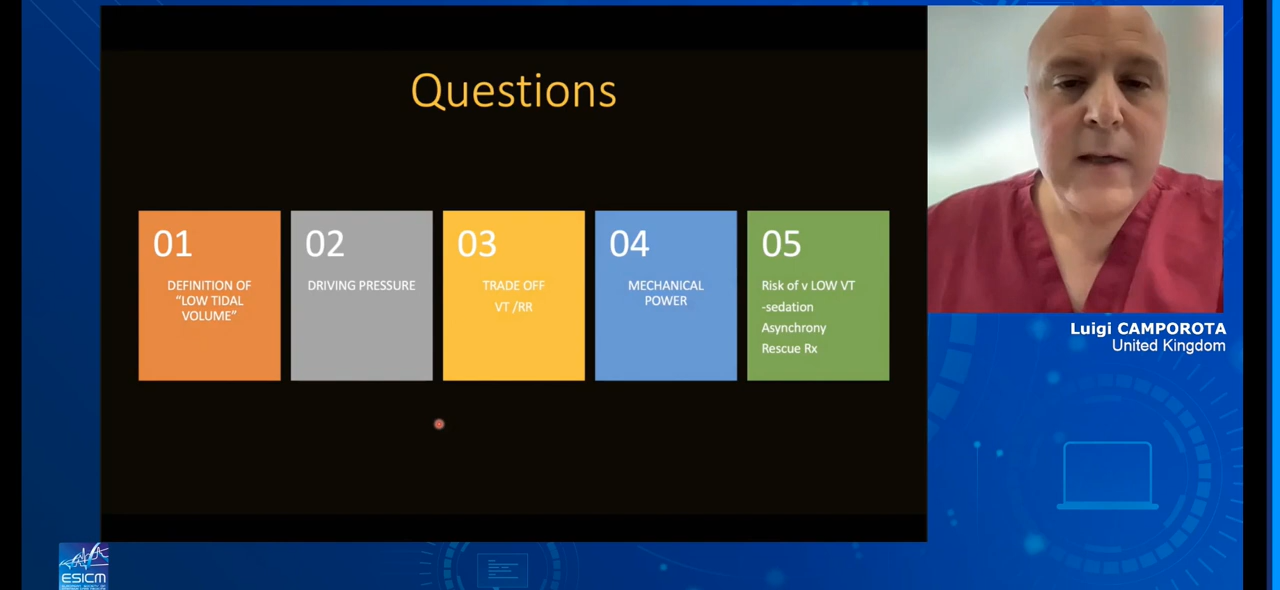 Questions
01
DEFINITION OF
“LOW TIDAL
VOLUME”
02
DRIVING PRESSURE
03
TRADE OFF
VT /RR
04
MECHANICAL
POWER
05
Risk of v LOW VT
-sedation
Asynchrony
Rescue Rx
Luigi CAMPOROTA
United Kingdom
ESICM